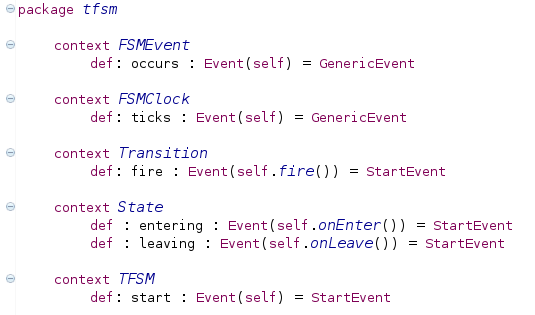 package tfsm
context FSMEvent
def: occurs : Event(self) = GenericEvent
context FSMClock
def: ticks : Event(self) = GenericEvent
context Transition
def: fire : Event(self.fire()) = StartEvent
context State
def : entering : Event(self.onEnter()) = StartEvent
def : leaving : Event(self.onLeave()) = StartEvent
context TFSM
def: start : Event(self) = StartEvent